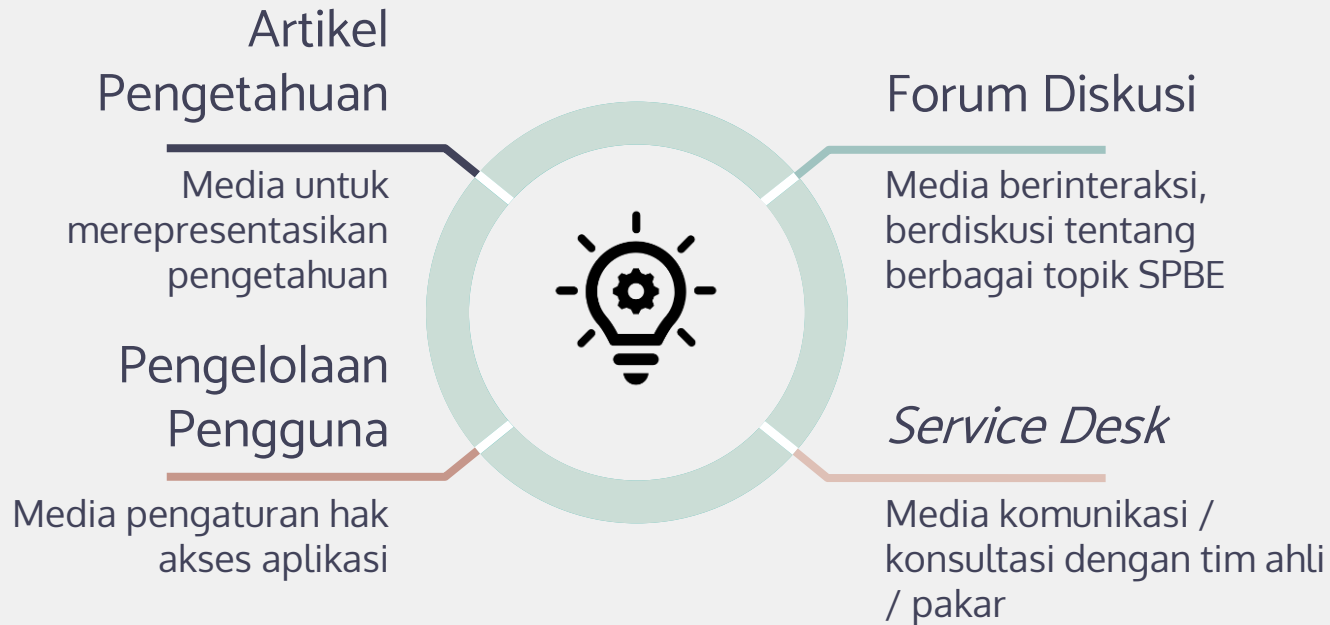 Artikel
Pengetahuan
Media untuk
merepresentasikan
pengetahuan
Forum Diskusi
Media berinteraksi,
berdiskusi tentang
berbagai topik SPBE
Pengelolaan
Pengguna
Media pengaturan hak
akses aplikasi
Service Desk
Media komunikasi /
konsultasi dengan tim ahli
/ pakar